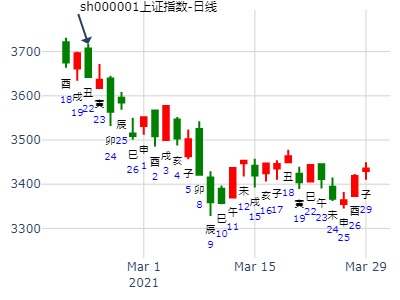 sh000001上证指数-日线
3700
3600
3500
3400
3300
酉
18
戌
19
丑
22
寅
23
卯
24
辰
25
巳
26
申
1
酉
2
戌
3
亥
4
子
5
卯
8
辰
9
巳
10
午
11
未
12
戌
15
亥
16
子
17
丑
18
寅
19
巳
22
午
23
未
24
申
25
酉
26
子
29
Mar 1
2021
Mar 15
Mar 29